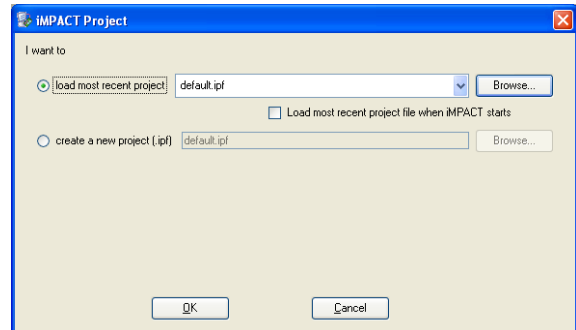 iMPACT Project
I want to
load most recent project default.ipf Browse...
Load most recent project file when iMPACT starts
create a new project (.ipf) default.ipf Browse...
OK Cancel